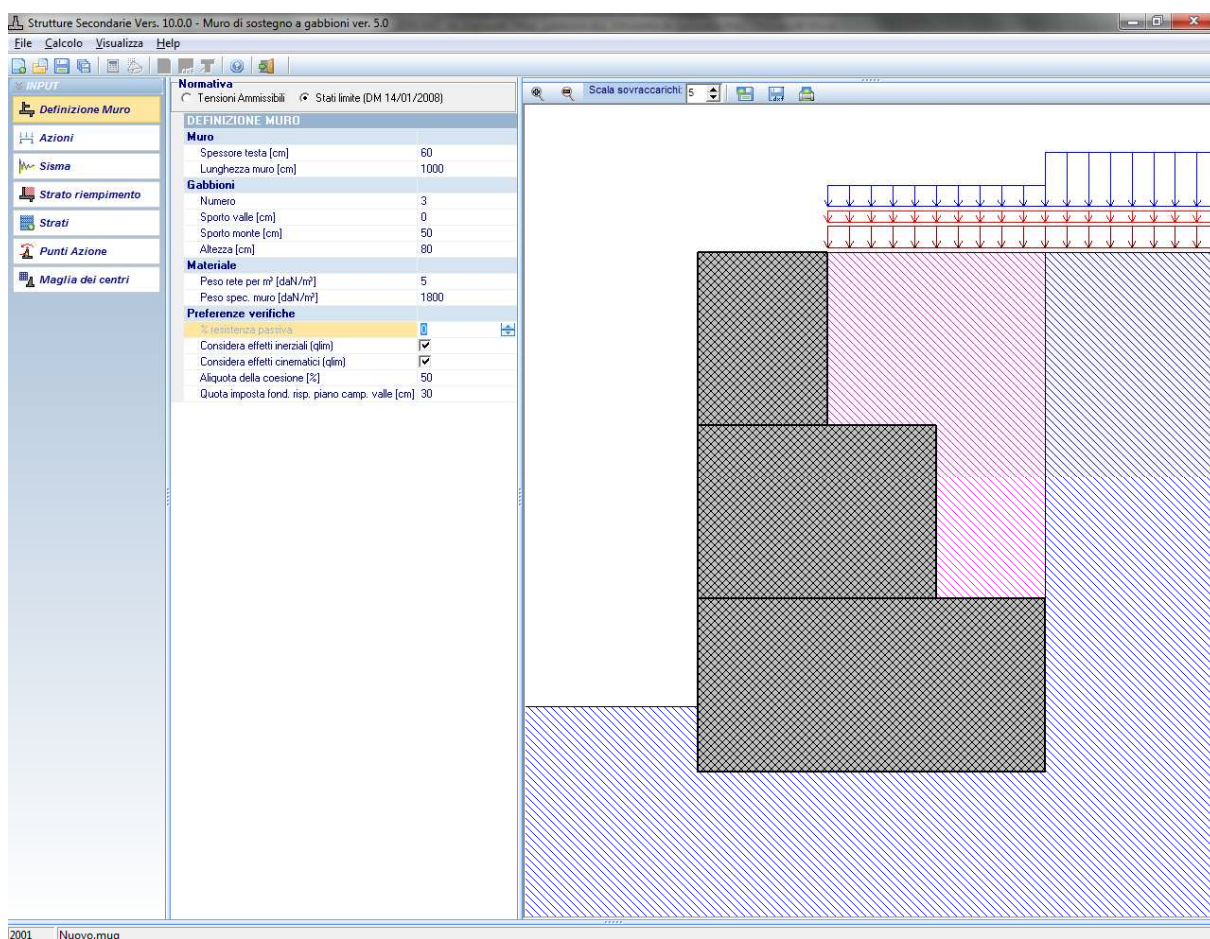 Strutture Secondarie Vers. 10.0.0 - Muro di sostegno a gabbioni ver. 5.0
File Calcolo Visualizza Help
INPUT
Definizione Muro
Azioni
Sisma
Strato riempimento
Strati
Punti Azione
Maglia dei centri
Normativa
Tensioni Ammissibili Stati limite (DM 14/01/2008)
DEFINIZIONE MURO
Muro
Spessore testa [cm] 60
Lunghezza muro [cm] 1000
Gabbioni
Numero 3
Sporto valle [cm] 0
Sporto monte [cm] 50
Altezza [cm] 80
Materiale
Peso rete per m³ [daN/m³] 5
Peso spec. muro [daN/m³] 1800
Preferenze verifiche
% resistenza passiva 0
Considera effetti inerziali (qlim)
Considera effetti cinematici (qlim)
Aliquota della coesione [%] 50
Quota imposta fond. risp. piano camp. valle [cm] 30
Scala sovraccarichi: 5
2001 Nuovo.mug